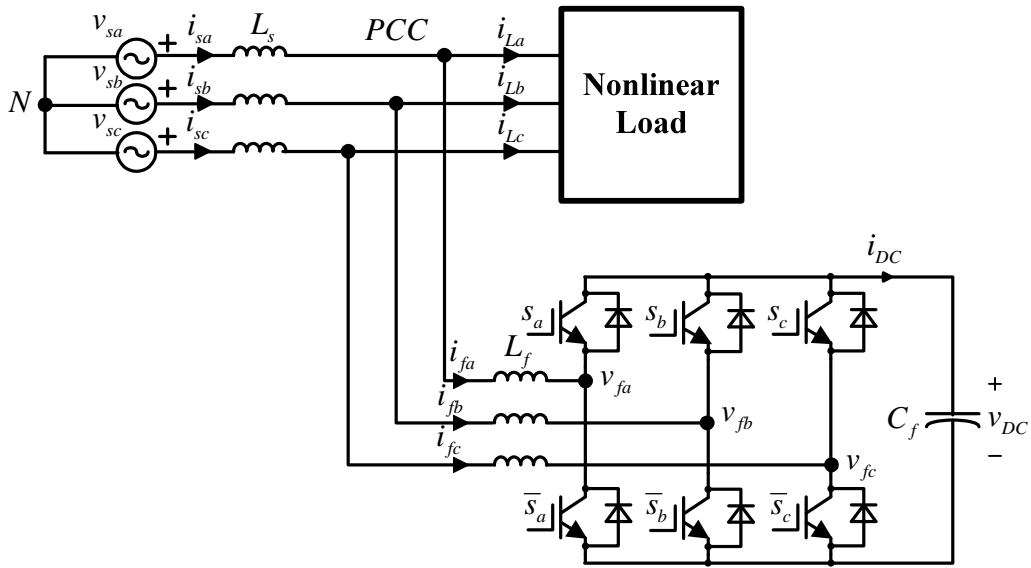 v_sa i_sa L_s PCC i_La
v_sb i_sb i_Lb
N
v_sc i_sc i_Lc
Nonlinear
Load
i_DC
s_a s_b s_c
i_fa L_f v_fa
i_fb v_fb
i_fc v_fc
C_f
+
v_DC
−
s̅_a s̅_b s̅_c